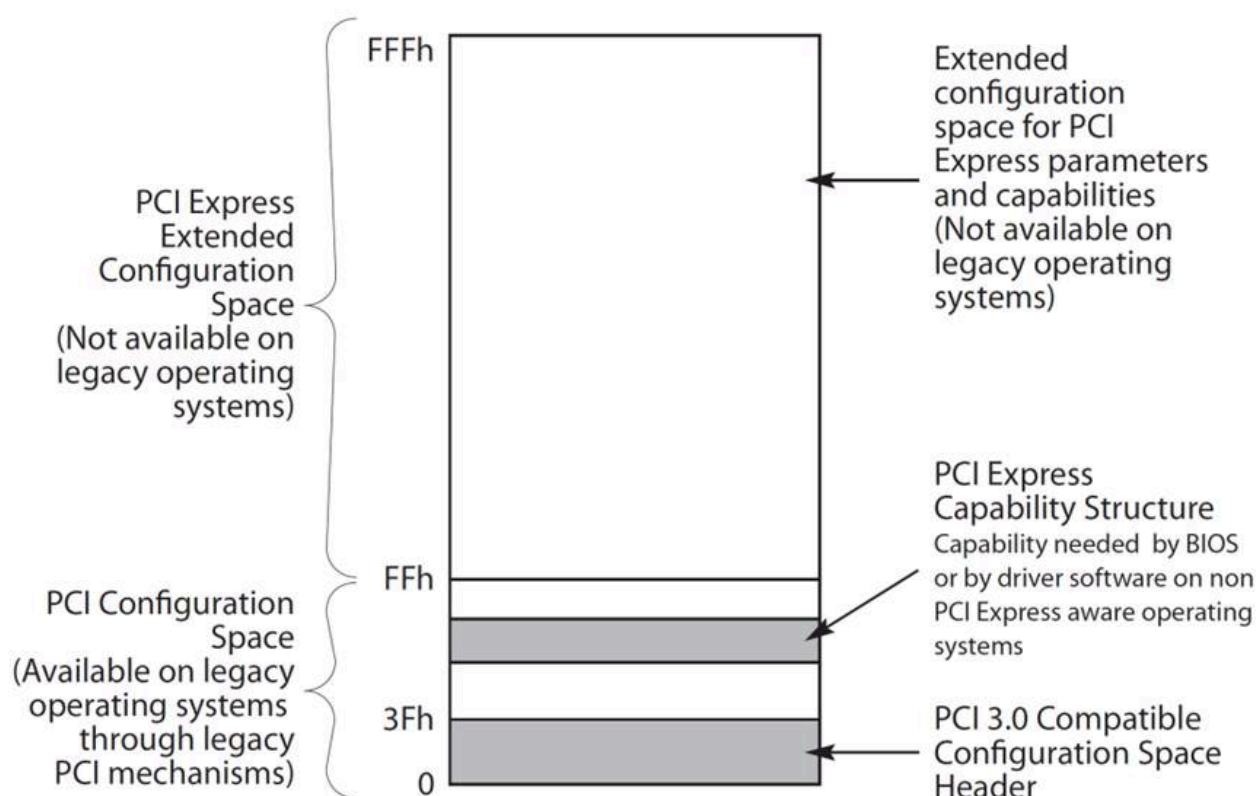 FFFh
PCI Express
Extended
Configuration
Space
(Not available on
legacy operating
systems)
Extended
configuration
space for PCI
Express parameters
and capabilities
(Not available on
legacy operating
systems)
FFh
PCI Configuration
Space
(Available on legacy
operating systems
through legacy
PCI mechanisms)
3Fh
0
PCI Express
Capability Structure
Capability needed by BIOS
or by driver software on non
PCI Express aware operating
systems
PCI 3.0 Compatible
Configuration Space
Header